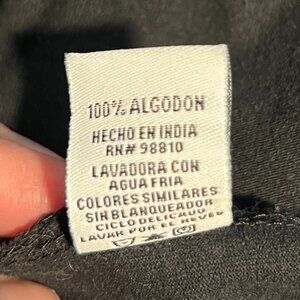 100% ALGODON
HECHO EN INDIA
RN# 98810
LAVADORA CON
AGUA FRIA
COLORES SIMILARES
SIN BLANQUEADOR
CICLO DELICADO
LAVAR POR EL REVES